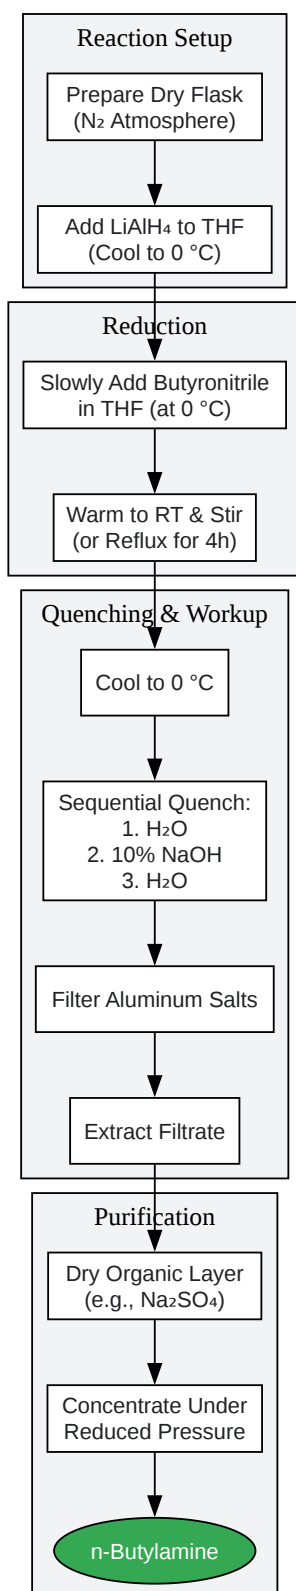 Reaction Setup
Prepare Dry Flask
(N₂ Atmosphere)
Add LiAlH₄ to THF
(Cool to 0 °C)
Reduction
Slowly Add Butyronitrile
in THF (at 0 °C)
Warm to RT & Stir
(or Reflux for 4h)
Quenching & Workup
Cool to 0 °C
Sequential Quench:
1. H₂O
2. 10% NaOH
3. H₂O
Filter Aluminum Salts
Extract Filtrate
Purification
Dry Organic Layer
(e.g., Na₂SO₄)
Concentrate Under
Reduced Pressure
n-Butylamine